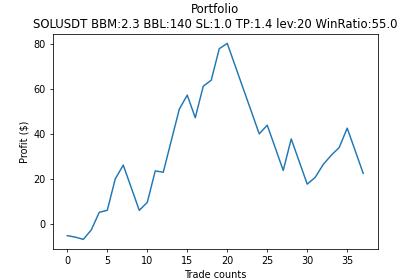 Portfolio
SOLUSDT BBM:2.3 BBL:140 SL:1.0 TP:1.4 lev:20 WinRatio:55.0
80
60
40
20
0
Profit ($)
0 5 10 15 20 25 30 35
Trade counts